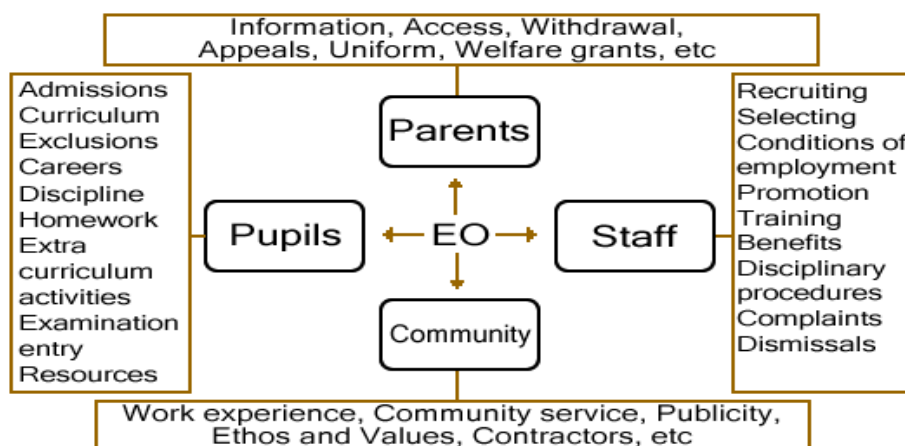 Information, Access, Withdrawal,
Appeals, Uniform, Welfare grants, etc
Admissions
Curriculum
Exclusions
Careers
Discipline
Homework
Extra
curriculum
activities
Examination
entry
Resources
Parents
Pupils
EO
Staff
Community
Recruiting
Selecting
Conditions of
employment
Promotion
Training
Benefits
Disciplinary
procedures
Complaints
Dismissals
Work experience, Community service, Publicity,
Ethos and Values, Contractors, etc